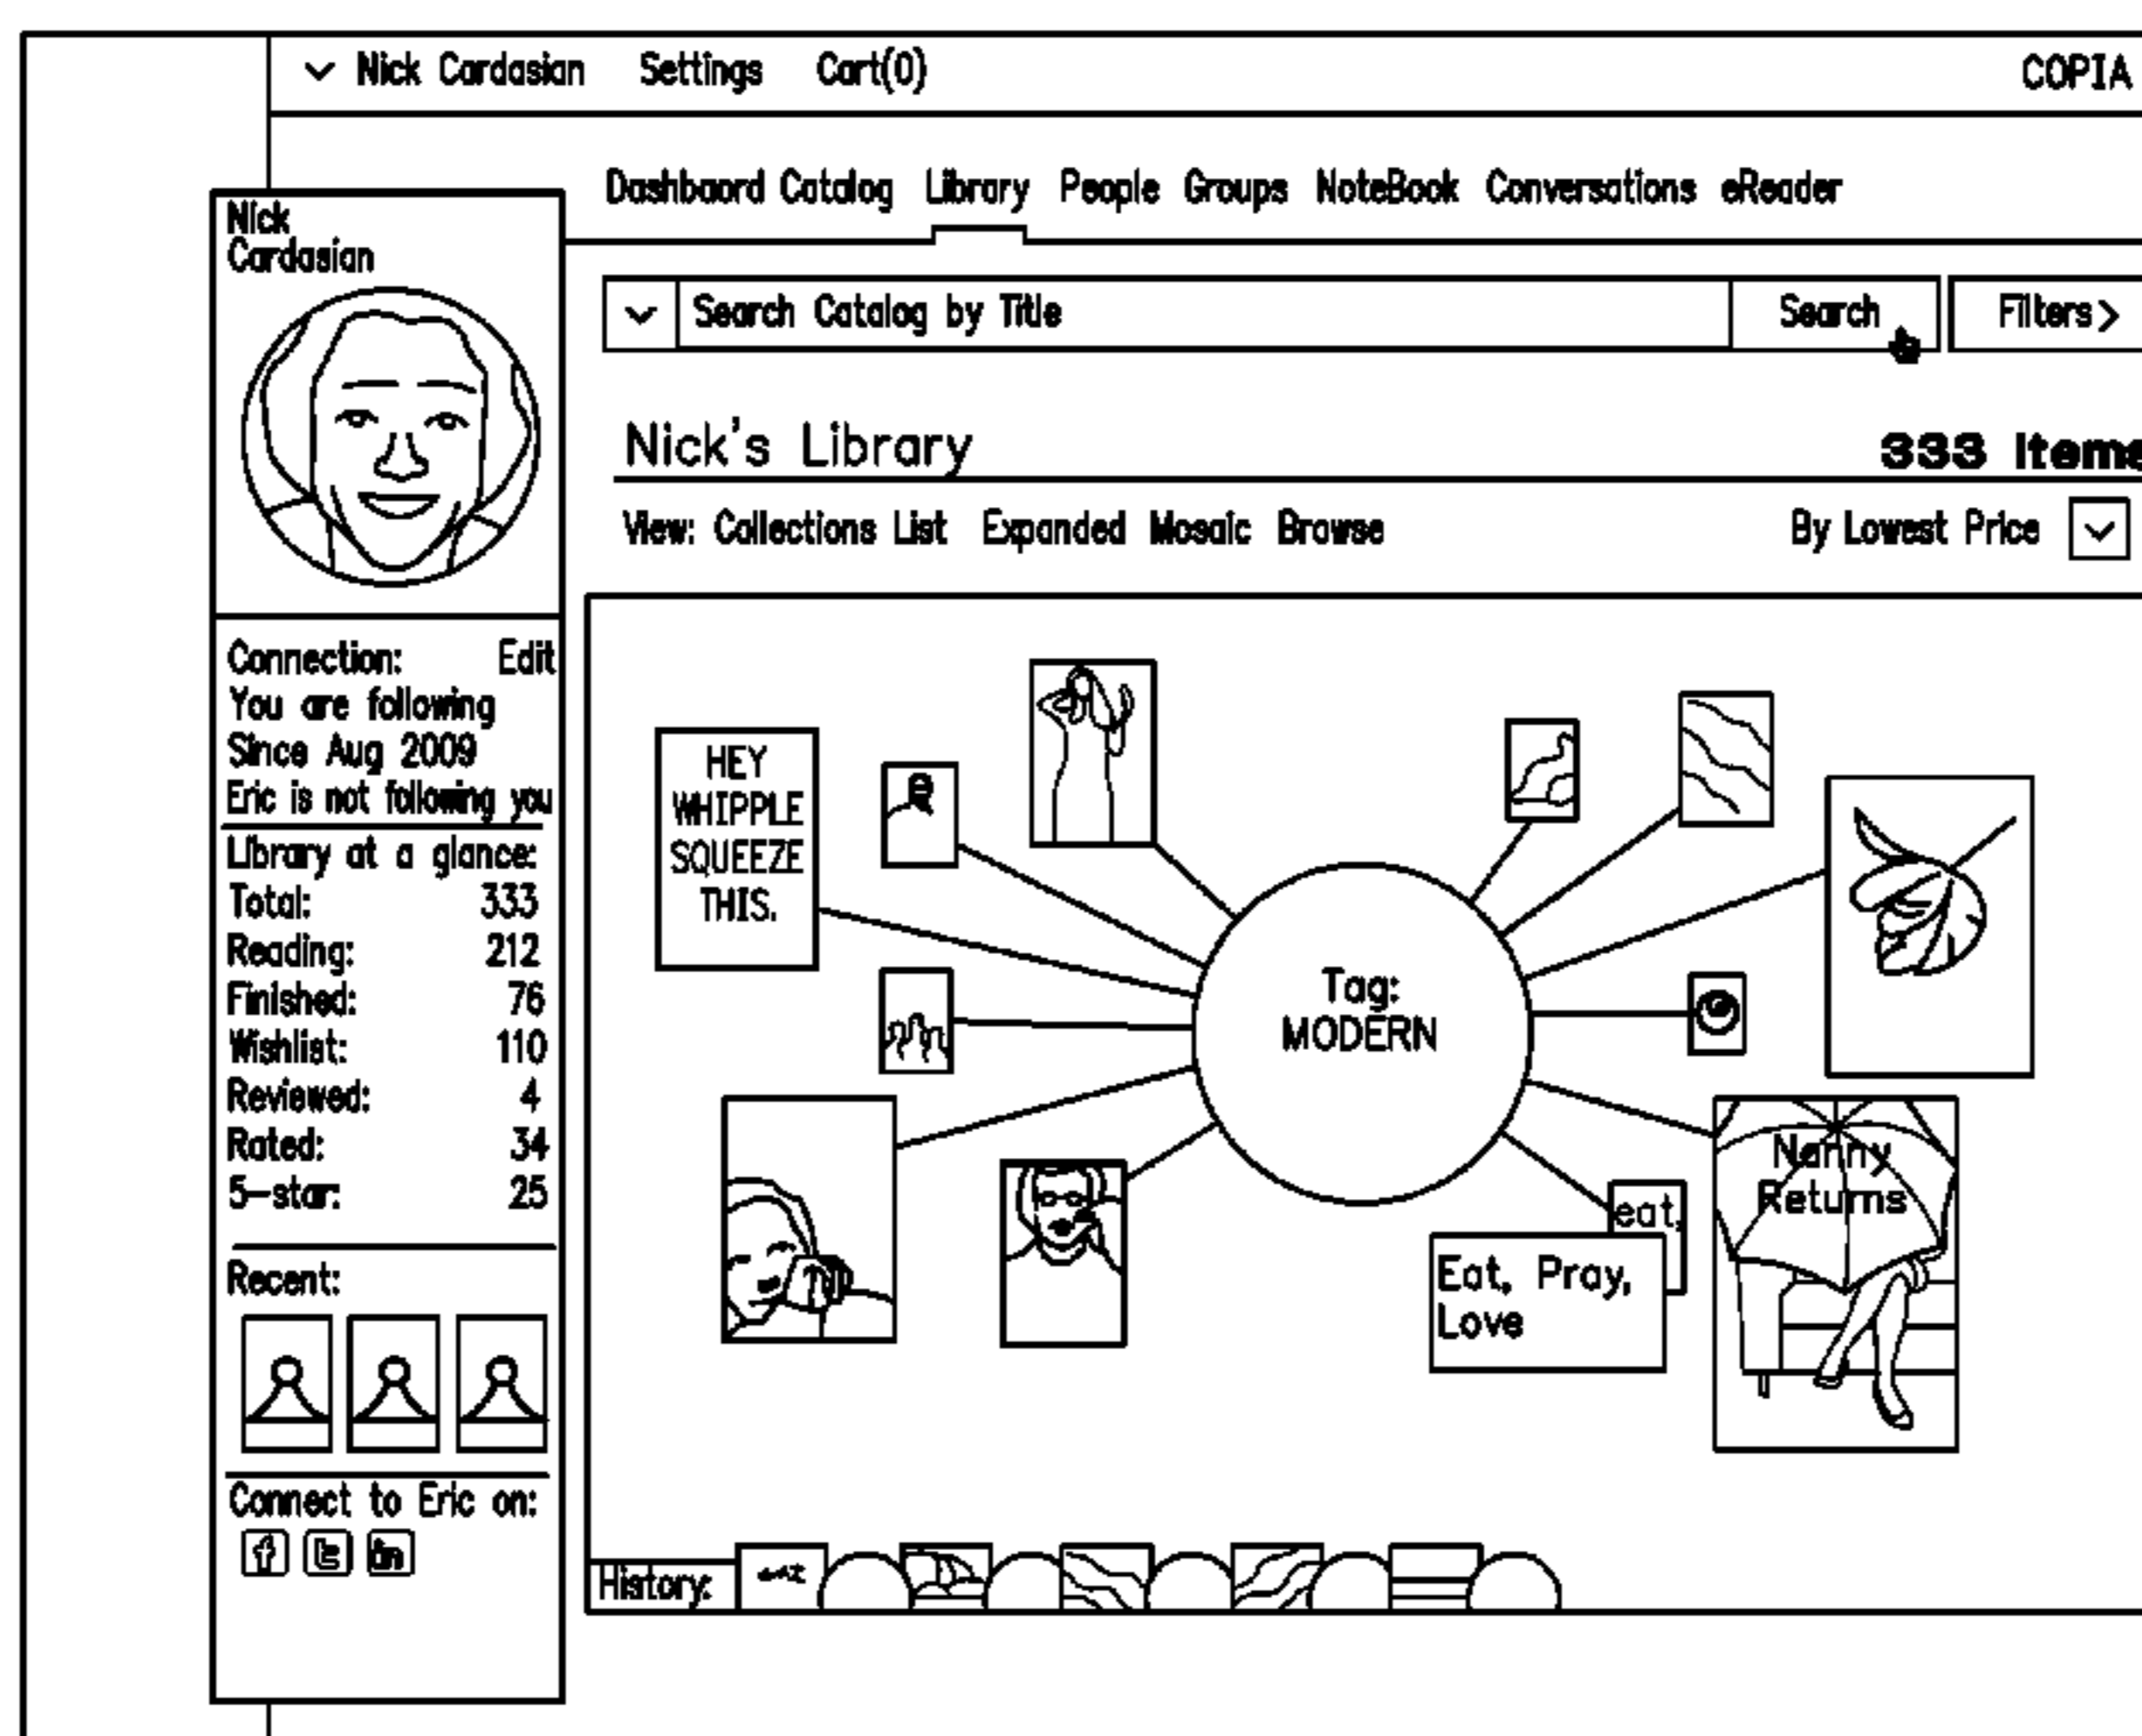 Nick Cardasian Settings Cart(0) COPIA
Dashbaord Catalog Library People Groups NoteBook Conversations eReader
Nick
Cardasian
Search Catalog by Title Search Filters>
Nick's Library 333 Items
View: Collections List Expanded Mosaic Browse By Lowest Price
Connection: Edit
You are following
Since Aug 2009
Eric is not following you
Library at a glance:
Total: 333
Reading: 212
Finished: 76
Wishlist: 110
Reviewed: 4
Rated: 34
5-star: 25
Recent:
Connect to Eric on:
f t in
HEY
WHIPPLE
SQUEEZE
THIS.
Tag:
MODERN
Nanny
Returns
eat,
Eat, Pray,
Love
History: